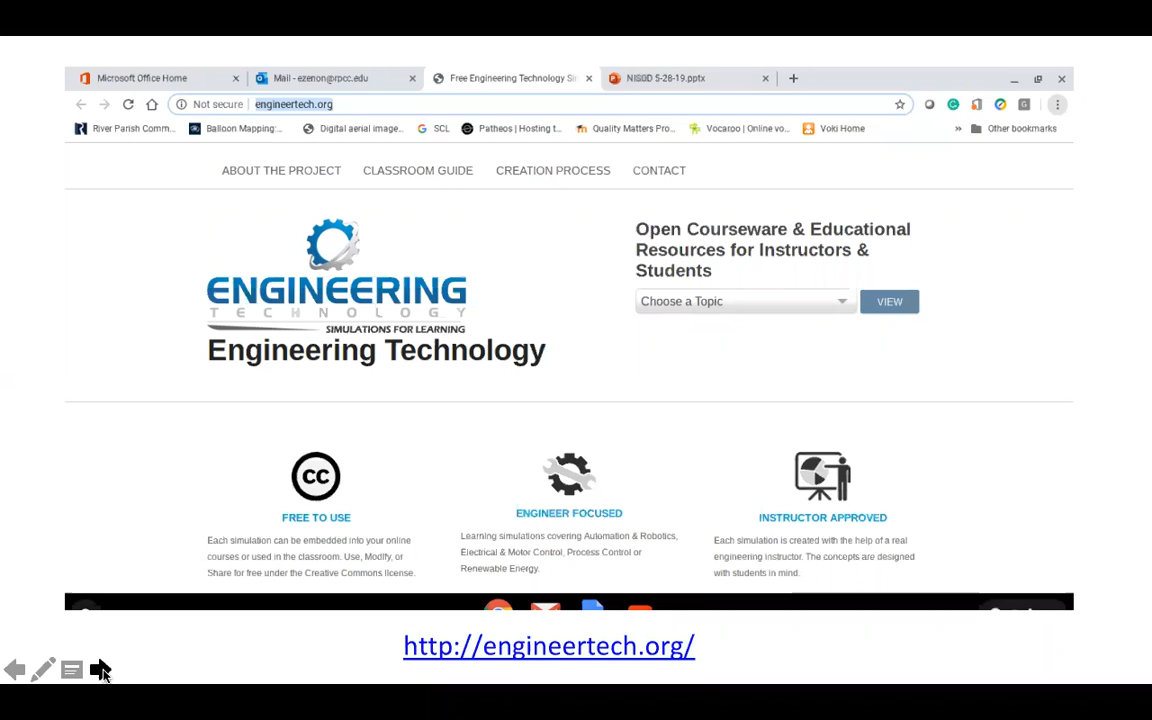 Microsoft Office Home
Mail - ezenon@rpcc.edu
Free Engineering Technology Si
NISOD 5-28-19.pptx
Not secure
engineertech.org
River Parish Comm...
Balloon Mapping:...
Digital aerial image...
SCL
Patheos | Hosting t...
Quality Matters Pro...
Vocaroo | Online vo...
Voki Home
Other bookmarks
ABOUT THE PROJECT
CLASSROOM GUIDE
CREATION PROCESS
CONTACT
ENGINEERING
TECHNOLOGY
SIMULATIONS FOR LEARNING
Engineering Technology
Open Courseware & Educational
Resources for Instructors &
Students
Choose a Topic
VIEW
CC
FREE TO USE
Each simulation can be embedded into your online
courses or used in the classroom. Use, Modify, or
Share for free under the Creative Commons license.
ENGINEER FOCUSED
Learning simulations covering Automation & Robotics,
Electrical & Motor Control, Process Control or
Renewable Energy.
INSTRUCTOR APPROVED
Each simulation is created with the help of a real
engineering instructor. The concepts are designed
with students in mind.
http://engineertech.org/